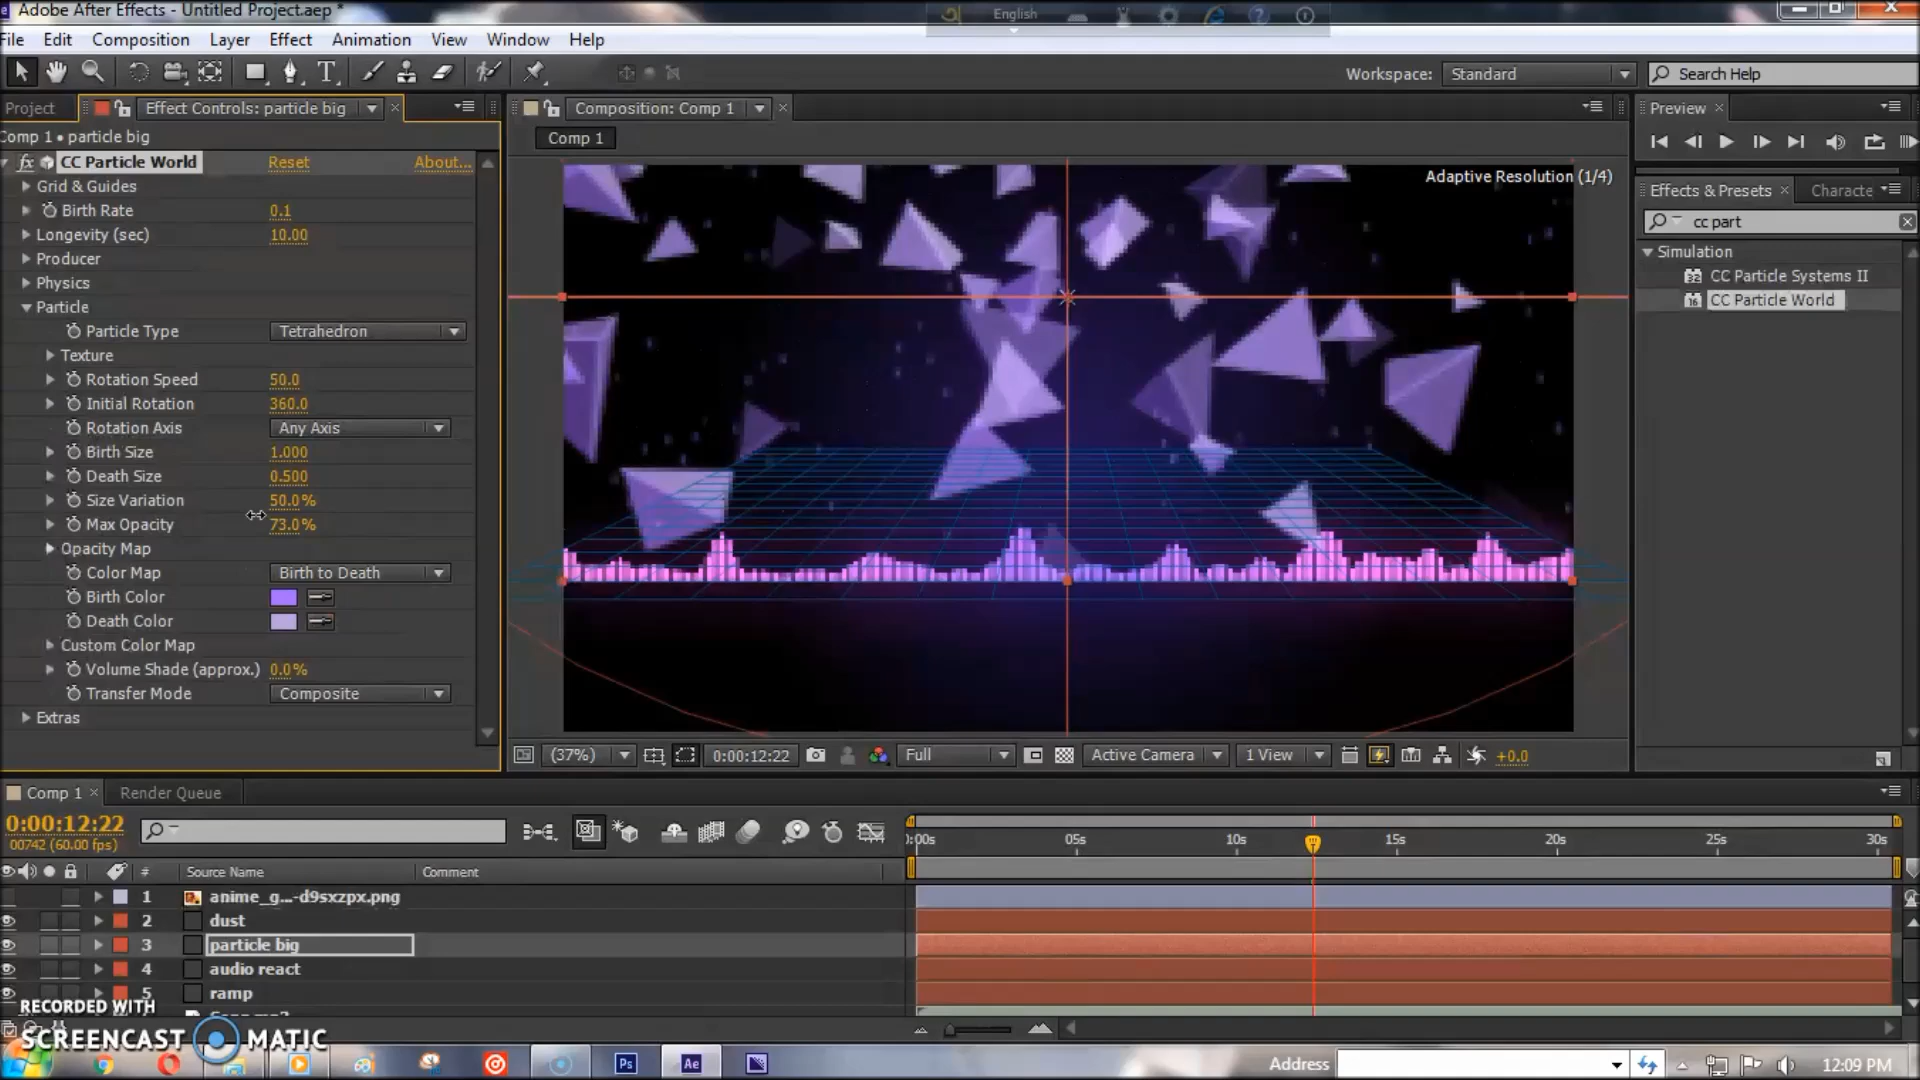 Adobe After Effects - Untitled Project.aep *
English
File Edit Composition Layer Effect Animation View Window Help
Workspace: Standard
Search Help
Project
Effect Controls: particle big
Composition: Comp 1
Preview
Comp 1 • particle big
Comp 1
CC Particle World Reset About...
Grid & Guides
Birth Rate 0.1
Longevity (sec) 10.00
Producer
Physics
Particle
Particle Type Tetrahedron
Texture
Rotation Speed 50.0
Initial Rotation 360.0
Rotation Axis Any Axis
Birth Size 1.000
Death Size 0.500
Size Variation 50.0%
Max Opacity 73.0%
Opacity Map
Color Map Birth to Death
Birth Color
Death Color
Custom Color Map
Volume Shade (approx.) 0.0%
Transfer Mode Composite
Extras
Adaptive Resolution (1/4)
(37%) 0:00:12:22 Full Active Camera 1 View +0.0
Effects & Presets Characte
cc part
Simulation
32 CC Particle Systems II
16 CC Particle World
Comp 1 Render Queue
0:00:12:22
00742 (60.00 fps)
):00s 05s 10s 15s 20s 25s 30s
# Source Name Comment
1 anime_g...-d9sxzpx.png
2 dust
3 particle big
4 audio react
5 ramp
RECORDED WITH
SCREENCAST MATIC
Ps Ae
Address
12:09 PM